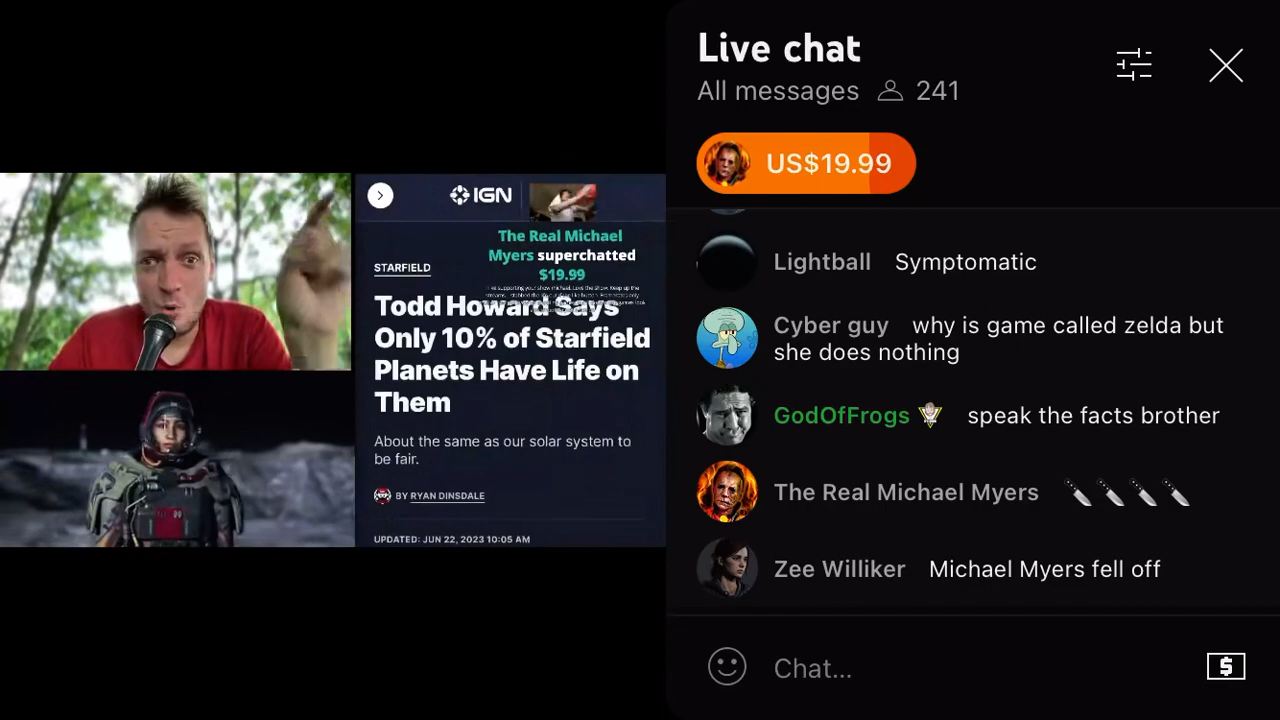 IGN
The Real Michael
Myers superchatted
$19.99
STARFIELD
Todd Howard Says
Only 10% of Starfield
Planets Have Life on
Them
About the same as our solar system to
be fair.
BY RYAN DINSDALE
UPDATED: JUN 22, 2023 10:05 AM
Live chat
All messages 241
US$19.99
Lightball Symptomatic
Cyber guy why is game called zelda but
she does nothing
GodOfFrogs speak the facts brother
The Real Michael Myers 🔪🔪🔪🔪
Zee Williker Michael Myers fell off
Chat...
$